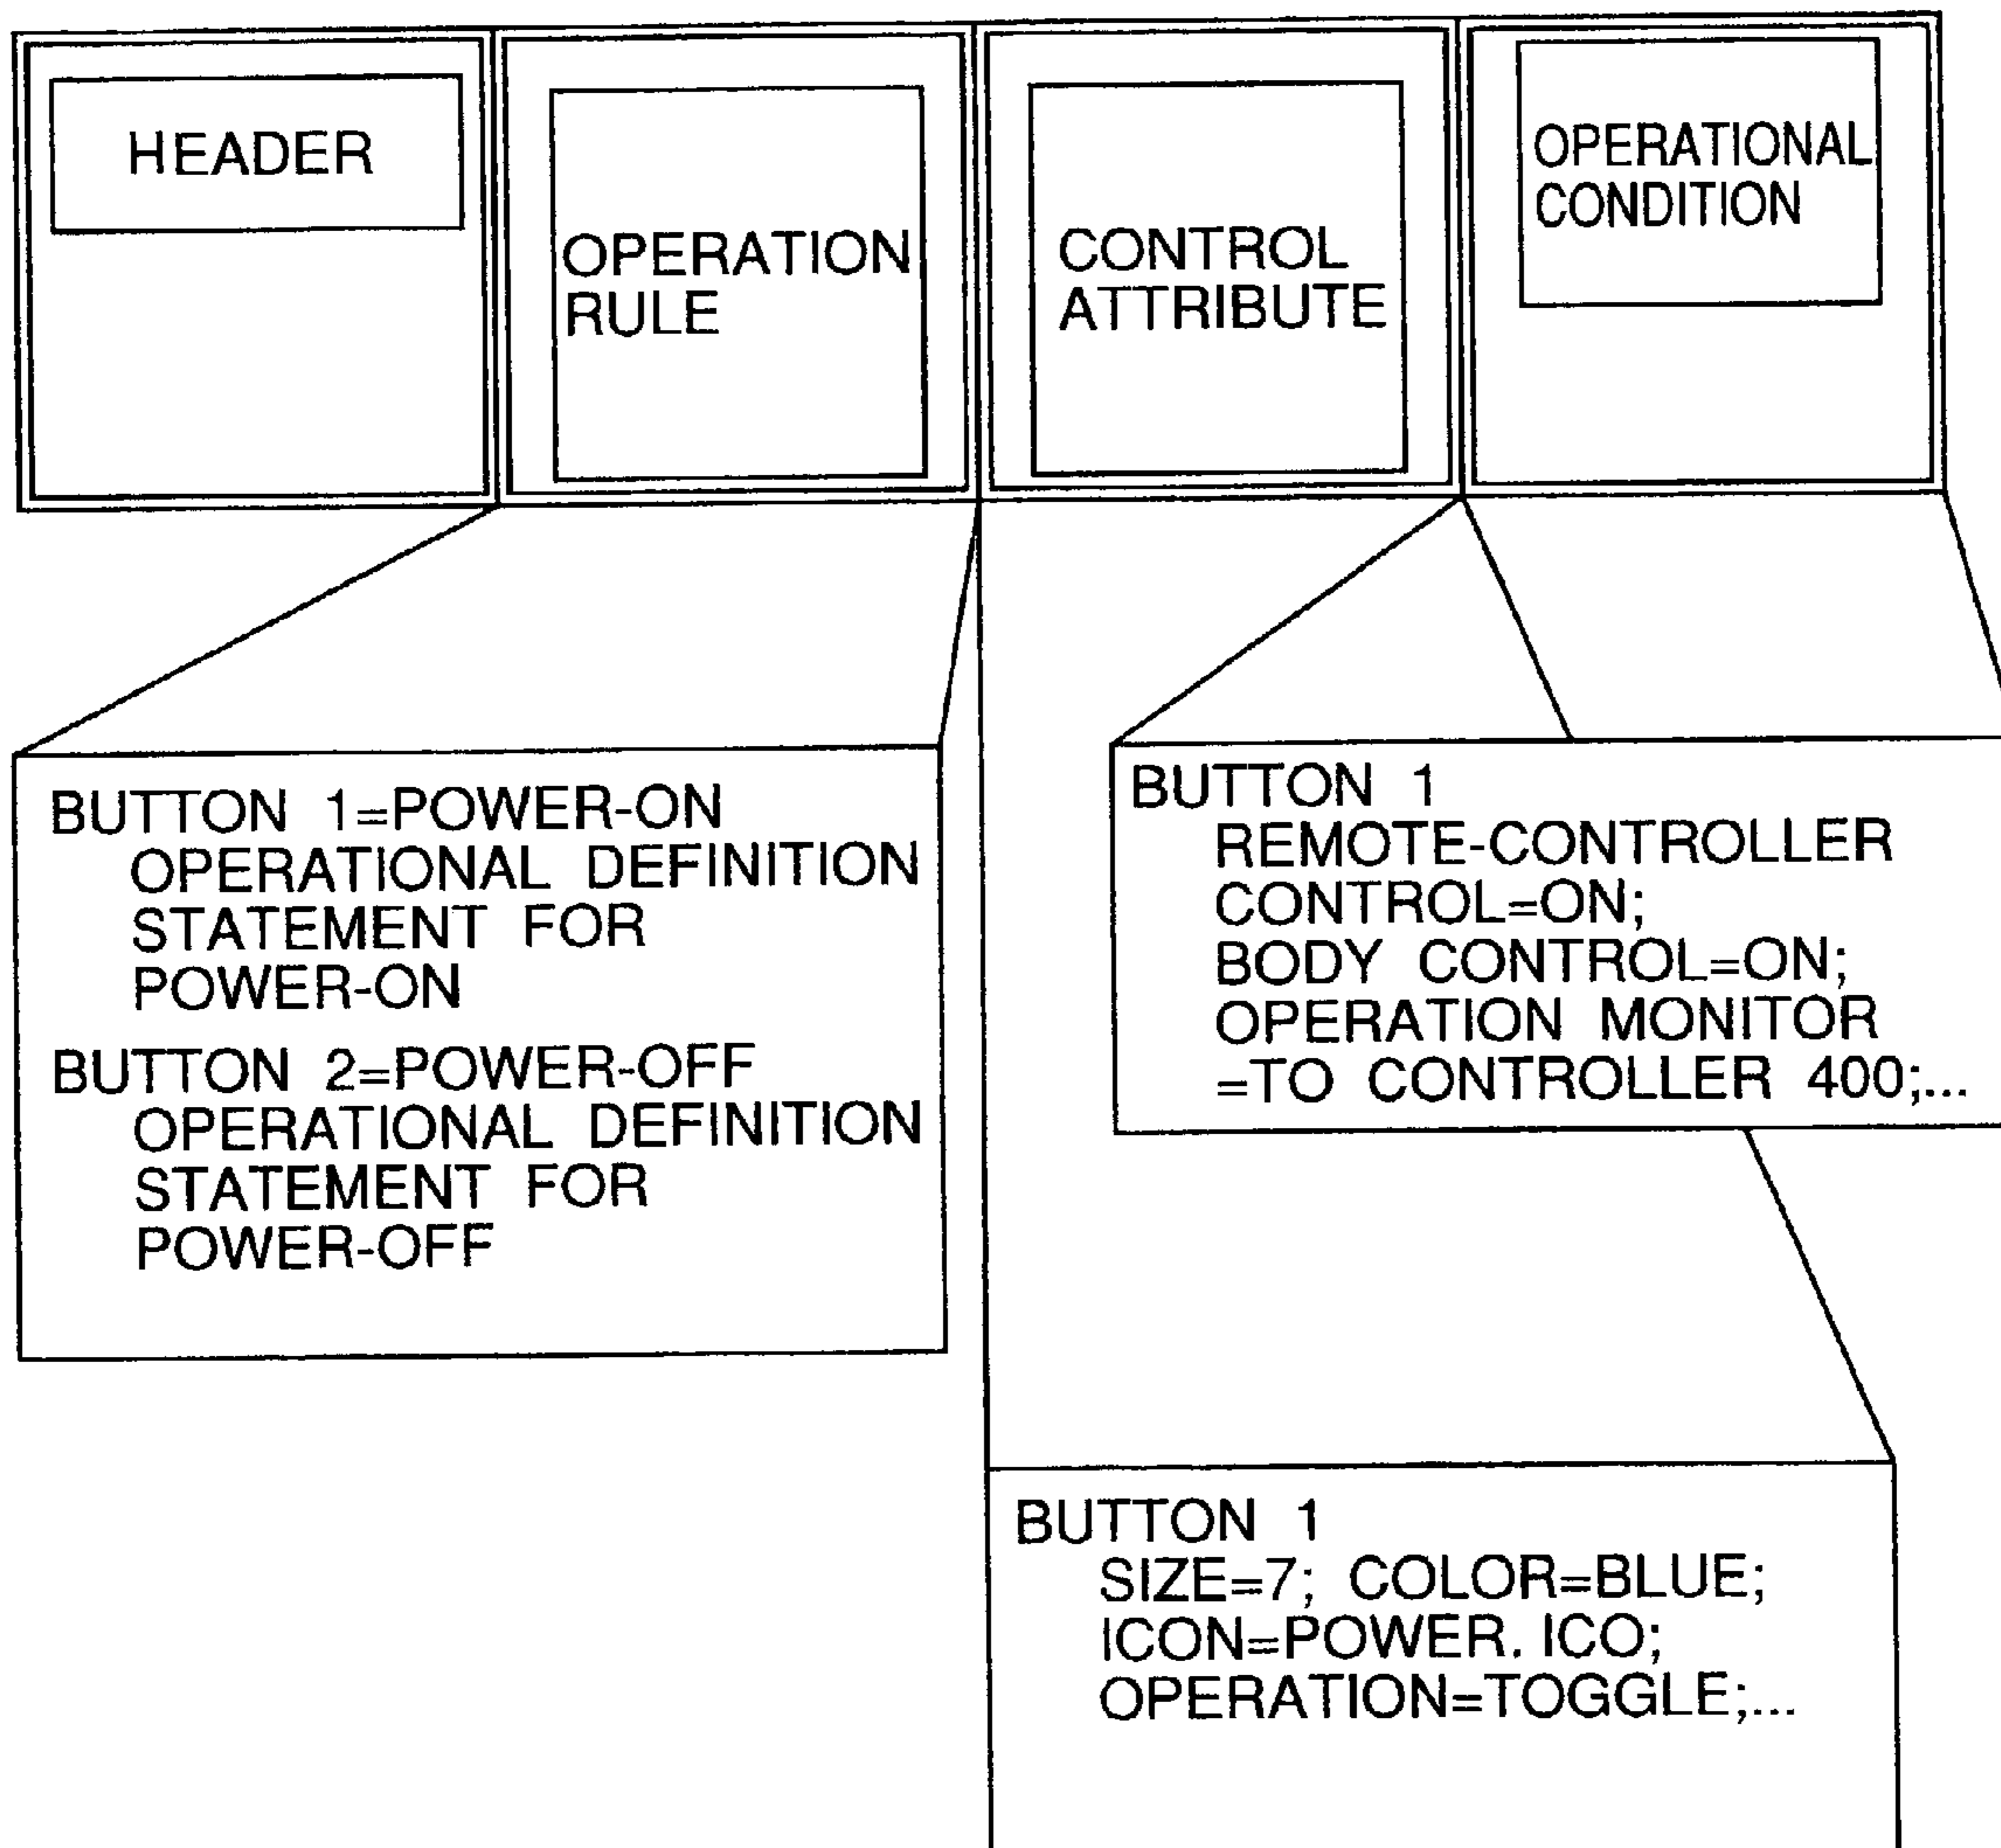 HEADER
OPERATION
RULE
CONTROL
ATTRIBUTE
OPERATIONAL
CONDITION
BUTTON 1=POWER-ON
OPERATIONAL DEFINITION
STATEMENT FOR
POWER-ON
BUTTON 2=POWER-OFF
OPERATIONAL DEFINITION
STATEMENT FOR
POWER-OFF
BUTTON 1
REMOTE-CONTROLLER
CONTROL=ON;
BODY CONTROL=ON;
OPERATION MONITOR
=TO CONTROLLER 400;...
BUTTON 1
SIZE=7; COLOR=BLUE;
ICON=POWER. ICO;
OPERATION=TOGGLE;...